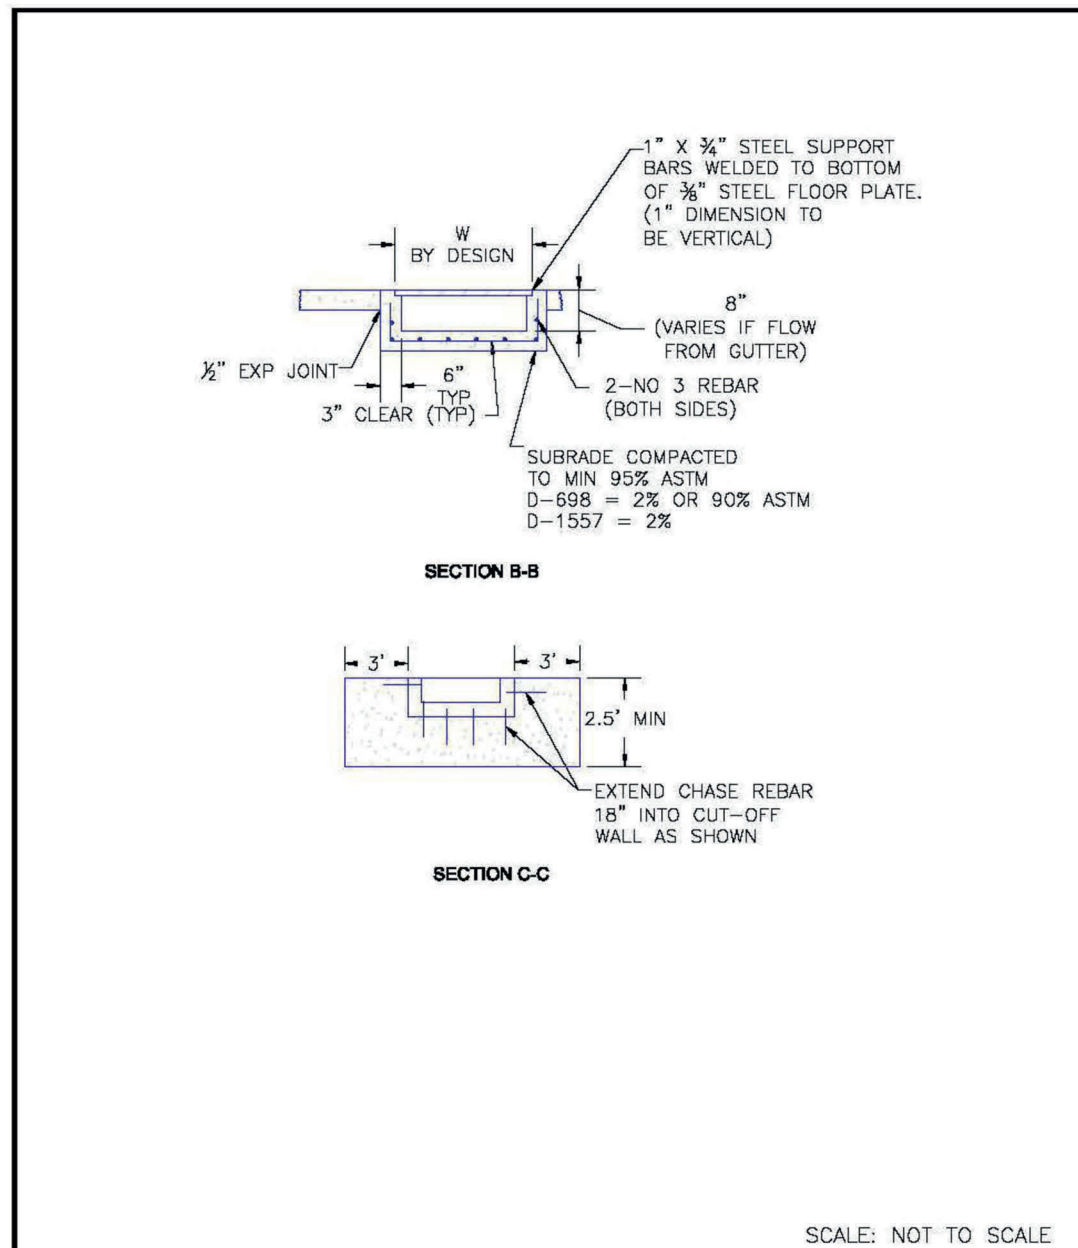 1" X ¾" STEEL SUPPORT
BARS WELDED TO BOTTOM
OF ⅜" STEEL FLOOR PLATE.
(1" DIMENSION TO
BE VERTICAL)
W
BY DESIGN
8"
(VARIES IF FLOW
FROM GUTTER)
½" EXP JOINT
6"
TYP
3" CLEAR (TYP)
2-NO 3 REBAR
(BOTH SIDES)
SUBRADE COMPACTED
TO MIN 95% ASTM
D-698 = 2% OR 90% ASTM
D-1557 = 2%
SECTION B-B
3'
3'
2.5' MIN
EXTEND CHASE REBAR
18" INTO CUT-OFF
WALL AS SHOWN
SECTION C-C
SCALE: NOT TO SCALE